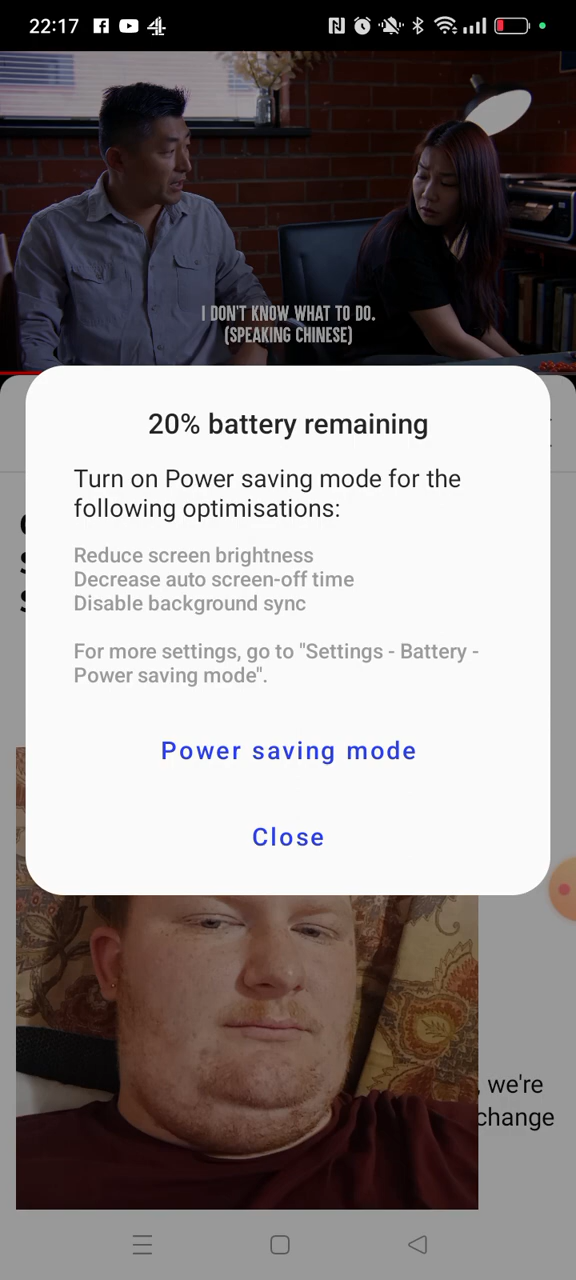 22:17
I DON'T KNOW WHAT TO DO.
(SPEAKING CHINESE)
20% battery remaining
Turn on Power saving mode for the
following optimisations:
Reduce screen brightness
Decrease auto screen-off time
Disable background sync
For more settings, go to "Settings - Battery -
Power saving mode".
Power saving mode
Close
, we're
change